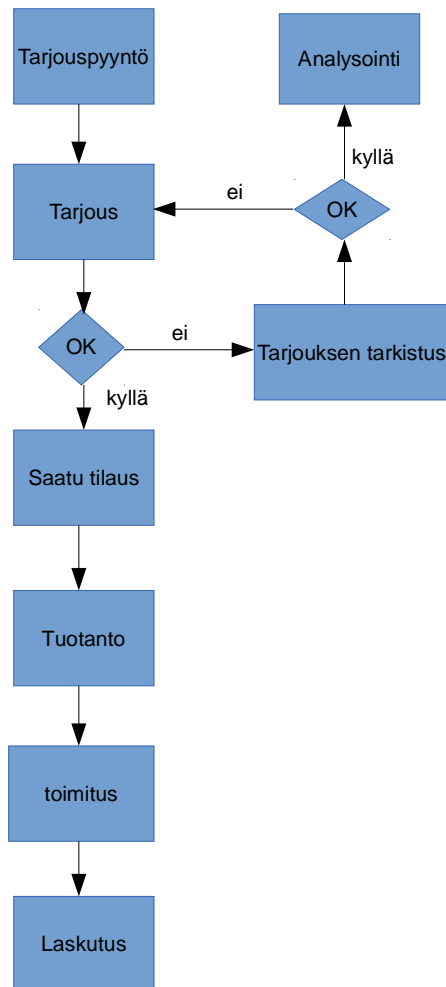 Tarjouspyyntö
Analysointi
kyllä
ei
Tarjous
OK
OK
ei
Tarjouksen tarkistus
kyllä
Saatu tilaus
Tuotanto
toimitus
Laskutus